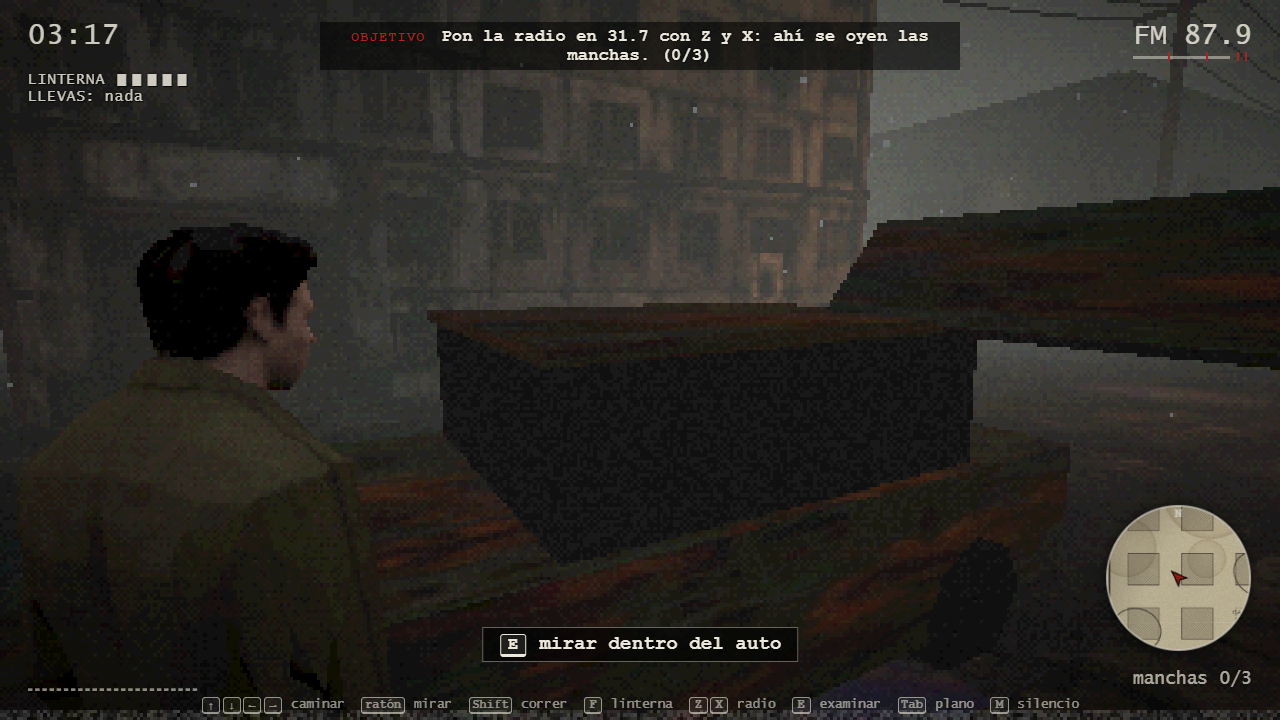 03:17
OBJETIVO Pon la radio en 31.7 con Z y X: ahí se oyen las
manchas. (0/3)
FM 87.9
LINTERNA
LLEVAS: nada
N
E mirar dentro del auto
manchas 0/3
↑ ↓ ← → caminar ratón mirar Shift correr F linterna Z X radio E examinar Tab plano M silencio